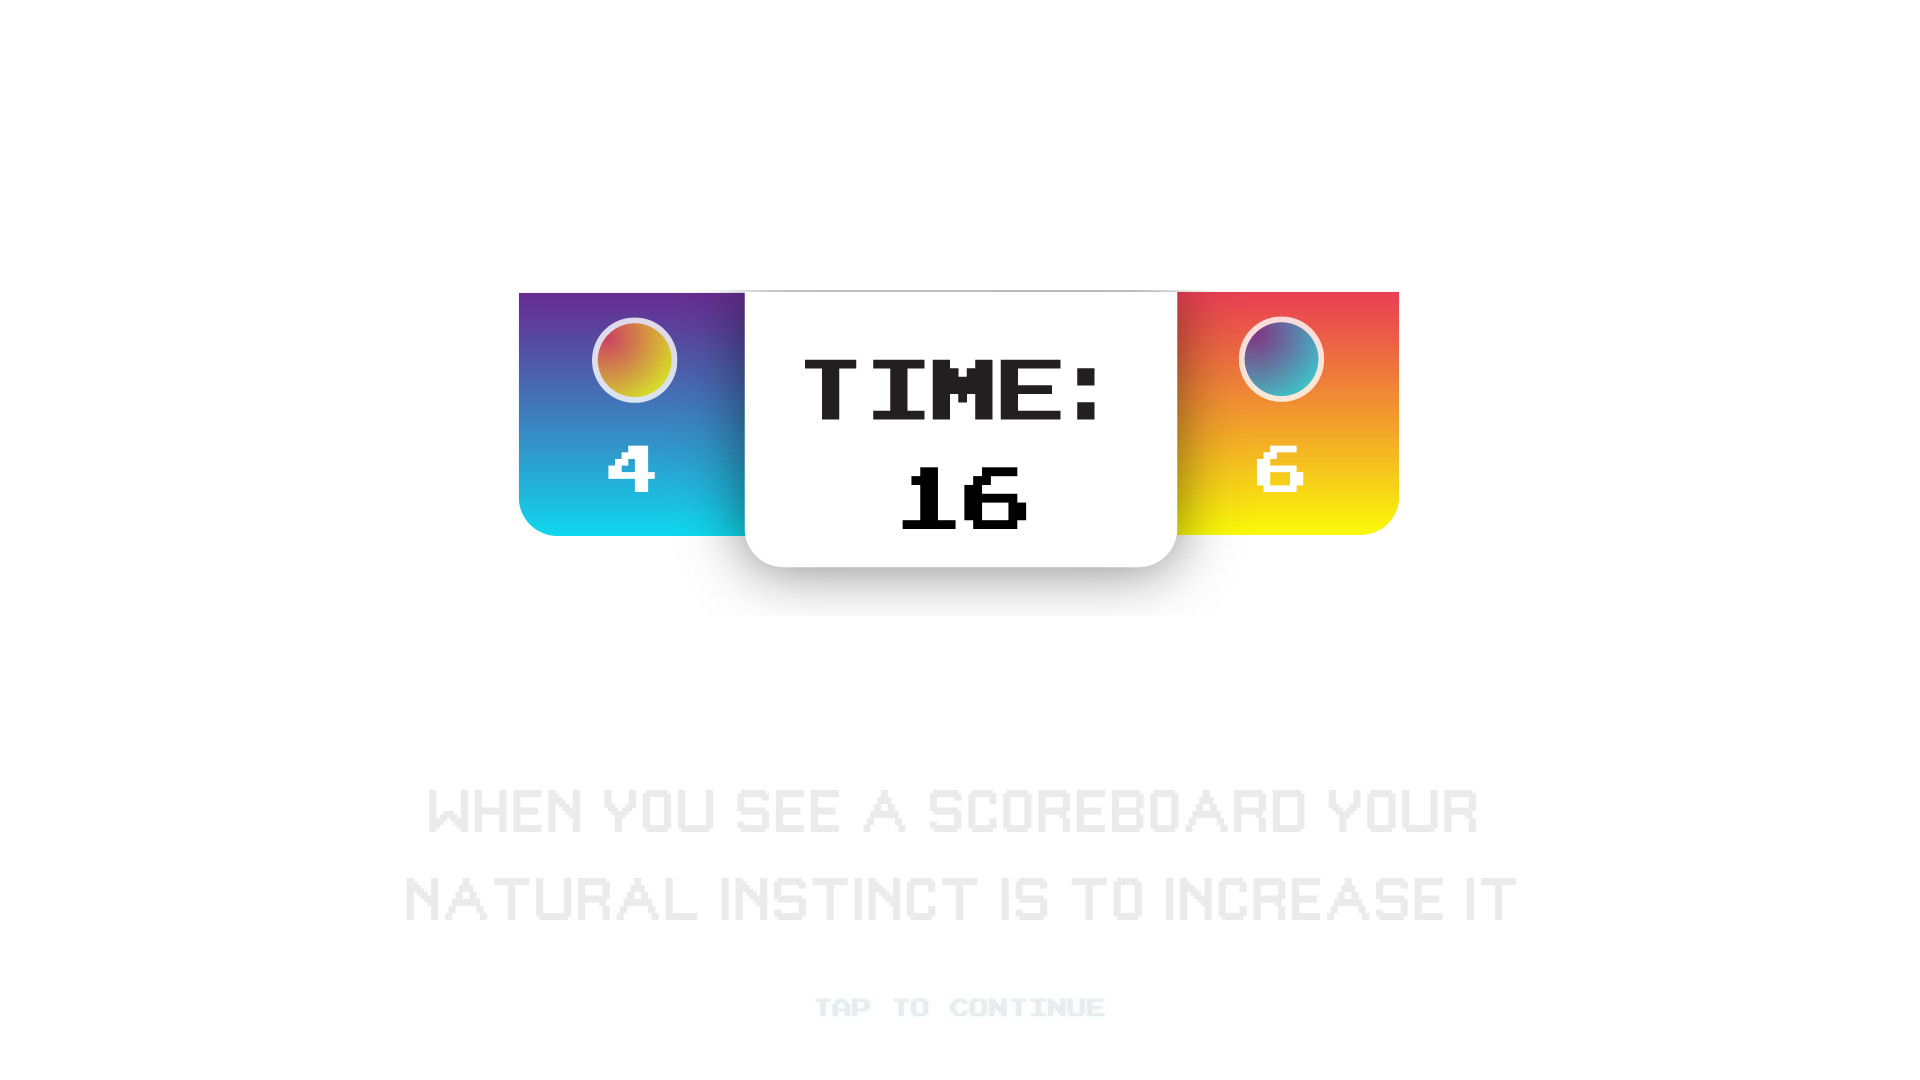 TIME:
4 16 6
WHEN YOU SEE A SCOREBOARD YOUR
NATURAL INSTINCT IS TO INCREASE IT
TAP TO CONTINUE